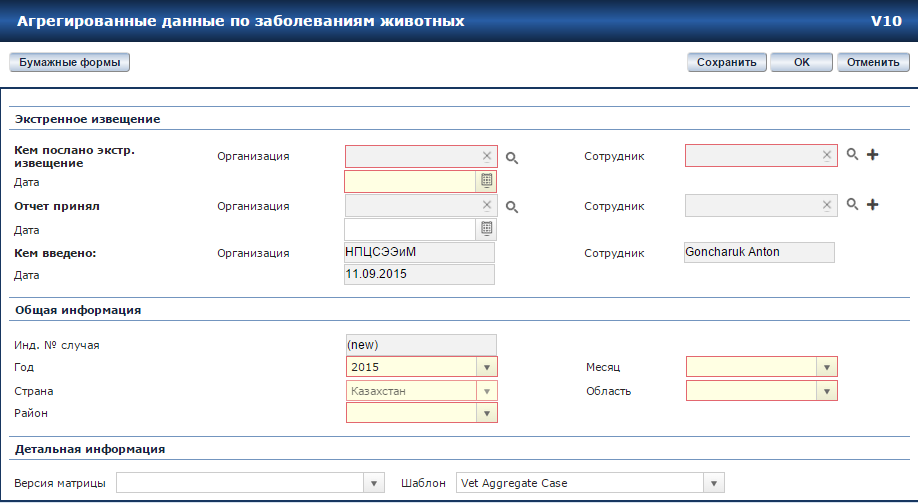 Агрегированные данные по заболеваниям животных V10
Бумажные формы Сохранить OK Отменить
Экстренное извещение
Кем послано экстр. извещение Организация Сотрудник
Дата
Отчет принял Организация Сотрудник
Дата
Кем введено: Организация НПЦСЭЭиМ Сотрудник Goncharuk Anton
Дата 11.09.2015
Общая информация
Инд. № случая (new)
Год 2015 Месяц
Страна Казахстан Область
Район
Детальная информация
Версия матрицы Шаблон Vet Aggregate Case